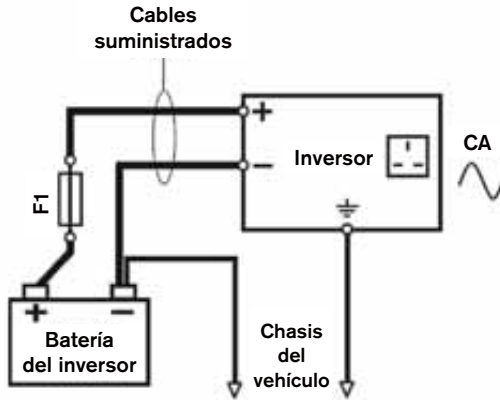 Cables
suministrados
+
Inversor
CA
−
F1
+ −
Batería
del inversor
Chasis
del
vehículo